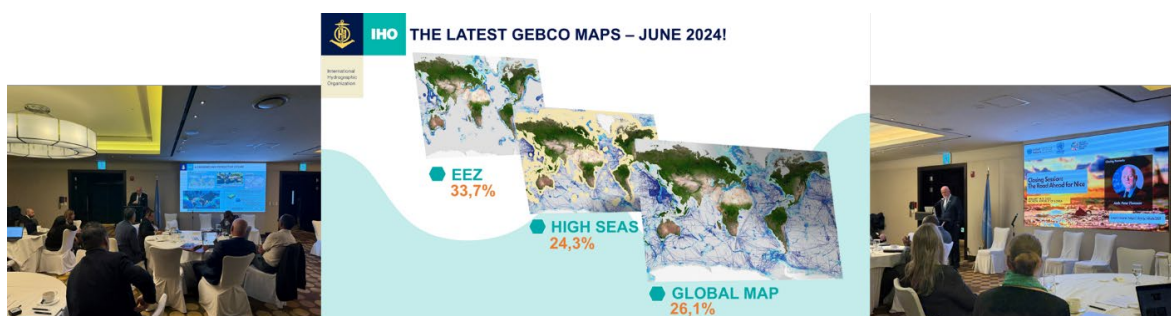 IHO
THE LATEST GEBCO MAPS – JUNE 2024!
International
Hydrographic
Organization
EEZ
33,7%
HIGH SEAS
24,3%
GLOBAL MAP
26,1%
Closing Session:
The Road Ahead for Nice